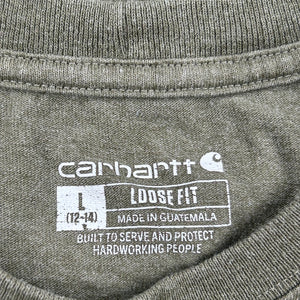 carhartt
L
(12-14)
LOOSE FIT
MADE IN GUATEMALA
BUILT TO SERVE AND PROTECT
HARDWORKING PEOPLE